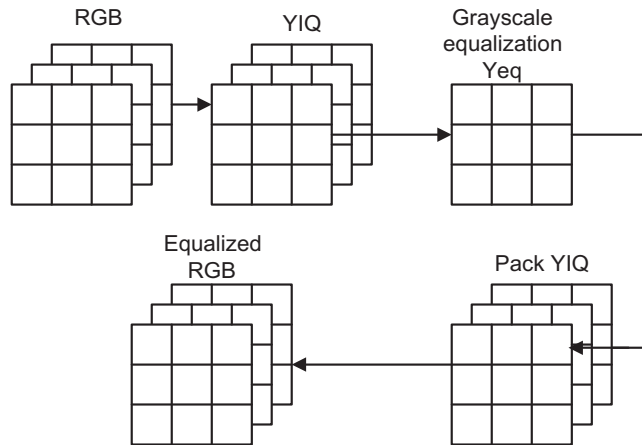 RGB
YIQ
Grayscale
equalization
Yeq
Equalized
RGB
Pack YIQ